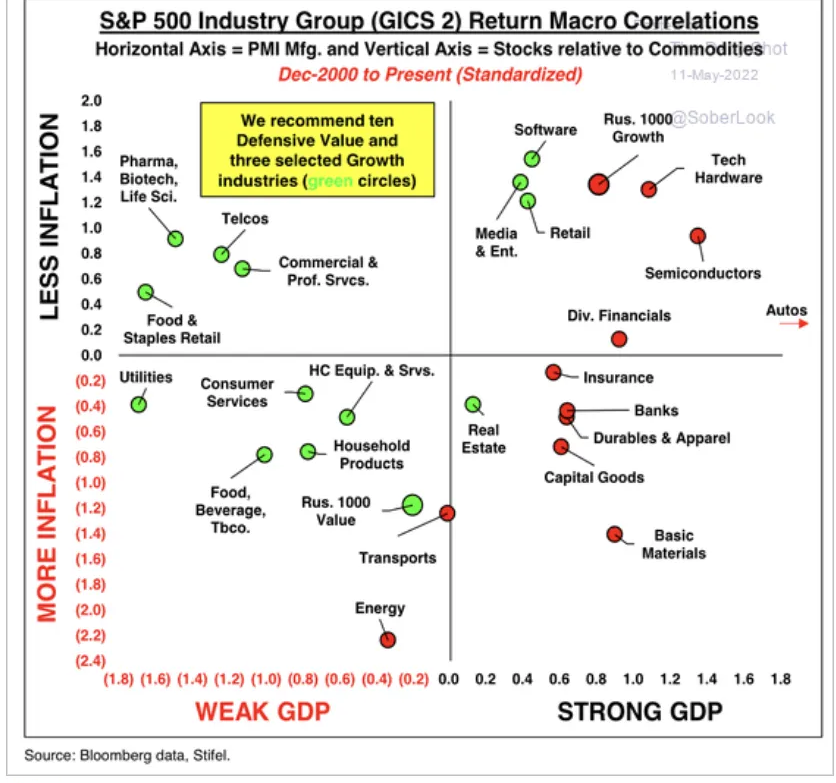 S&P 500 Industry Group (GICS 2) Return Macro Correlations
Horizontal Axis = PMI Mfg. and Vertical Axis = Stocks relative to Commodities
Dec-2000 to Present (Standardized)
Shot
11-May-2022
@SoberLook
We recommend ten
Defensive Value and
three selected Growth
industries (green circles)
LESS INFLATION
MORE INFLATION
2.0
1.8
1.6
1.4
1.2
1.0
0.8
0.6
0.4
0.2
0.0
(0.2)
(0.4)
(0.6)
(0.8)
(1.0)
(1.2)
(1.4)
(1.6)
(1.8)
(2.0)
(2.2)
(2.4)
Pharma,
Biotech,
Life Sci.
Telcos
Commercial &
Prof. Srvcs.
Food &
Staples Retail
Software
Rus. 1000
Growth
Tech
Hardware
Media
& Ent.
Retail
Semiconductors
Div. Financials
Autos
Utilities
Consumer
Services
HC Equip. & Srvs.
Household
Products
Food,
Beverage,
Tbco.
Rus. 1000
Value
Transports
Energy
Real
Estate
Insurance
Banks
Durables & Apparel
Capital Goods
Basic
Materials
(1.8) (1.6) (1.4) (1.2) (1.0) (0.8) (0.6) (0.4) (0.2) 0.0 0.2 0.4 0.6 0.8 1.0 1.2 1.4 1.6 1.8
WEAK GDP
STRONG GDP
Source: Bloomberg data, Stifel.